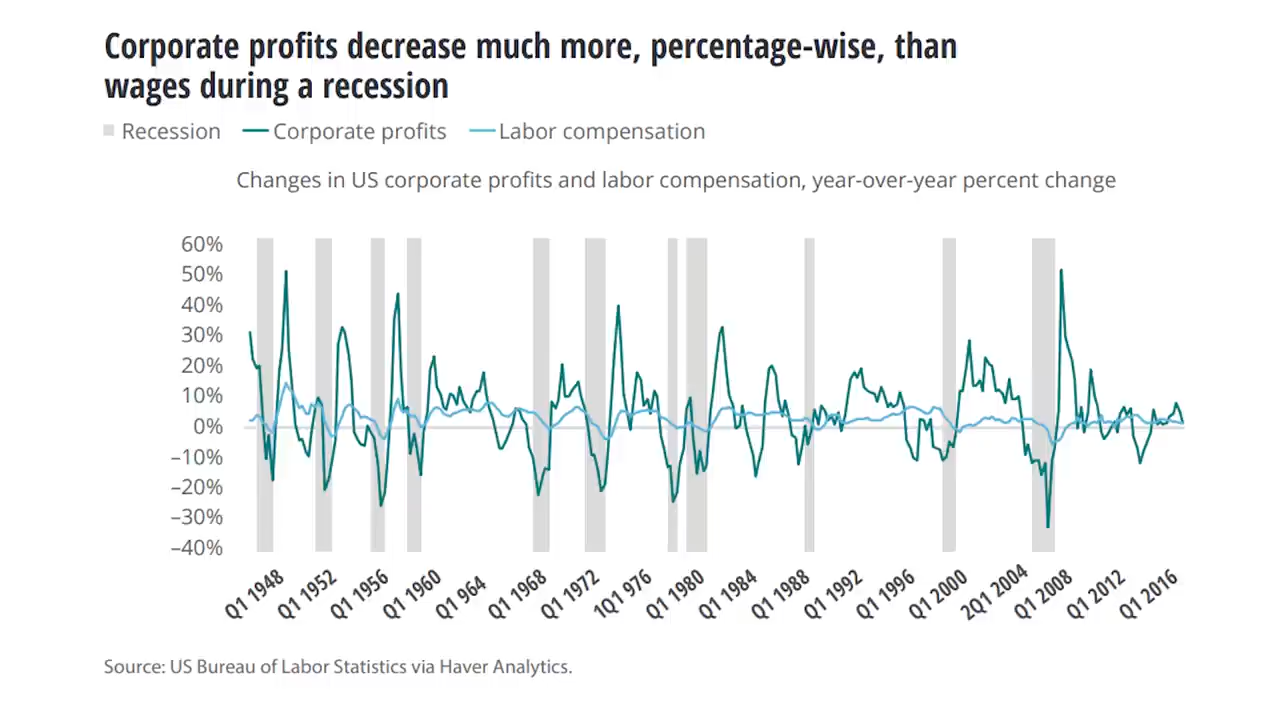 Corporate profits decrease much more, percentage-wise, than
wages during a recession
Recession Corporate profits Labor compensation
Changes in US corporate profits and labor compensation, year-over-year percent change
60%
50%
40%
30%
20%
10%
0%
–10%
–20%
–30%
–40%
Q1 1948
Q1 1952
Q1 1956
Q1 1960
Q1 964
Q1 1968
Q1 1972
1Q1 976
Q1 1980
Q1 1984
Q1 1988
Q1 1992
Q1 1996
Q1 2000
2Q1 2004
Q1 2008
Q1 2012
Q1 2016
Source: US Bureau of Labor Statistics via Haver Analytics.